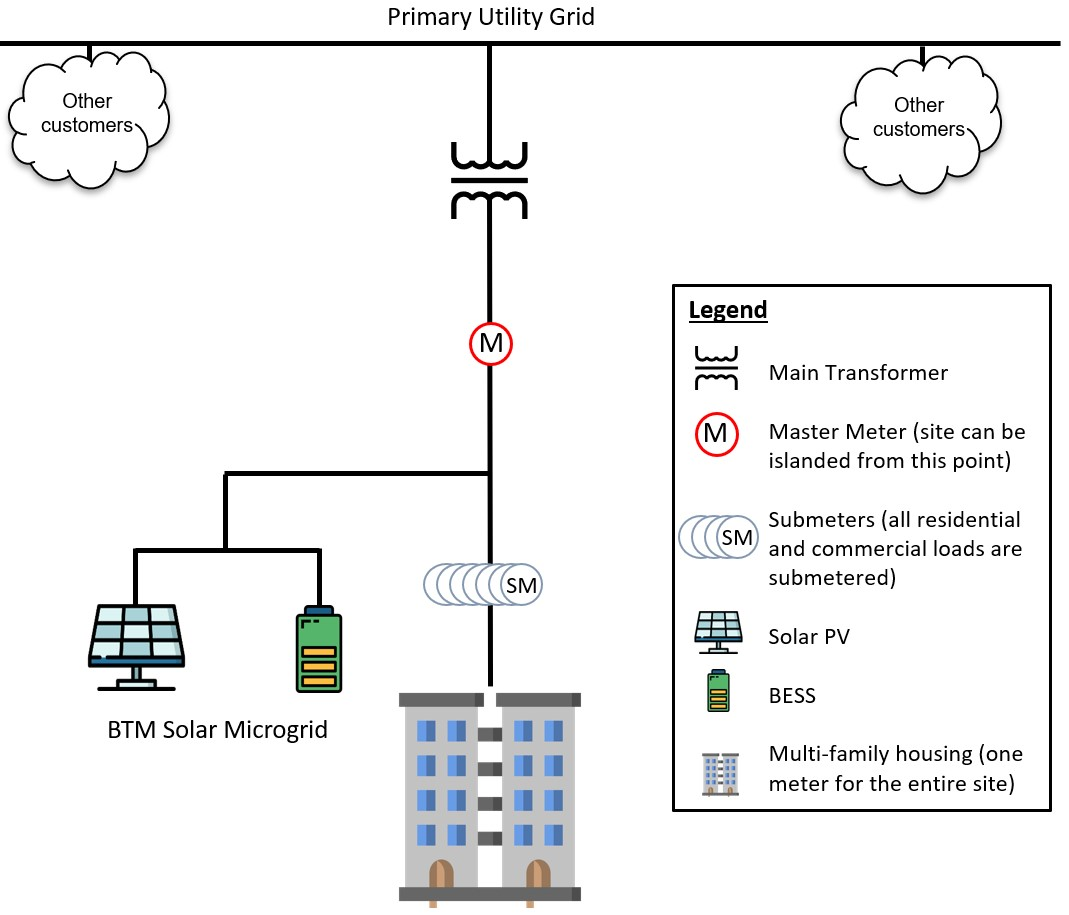 Primary Utility Grid
Other
customers
Other
customers
M
SM
BTM Solar Microgrid
Legend
Main Transformer
M
Master Meter (site can be
islanded from this point)
SM
Submeters (all residential
and commercial loads are
submetered)
Solar PV
BESS
Multi-family housing (one
meter for the entire site)